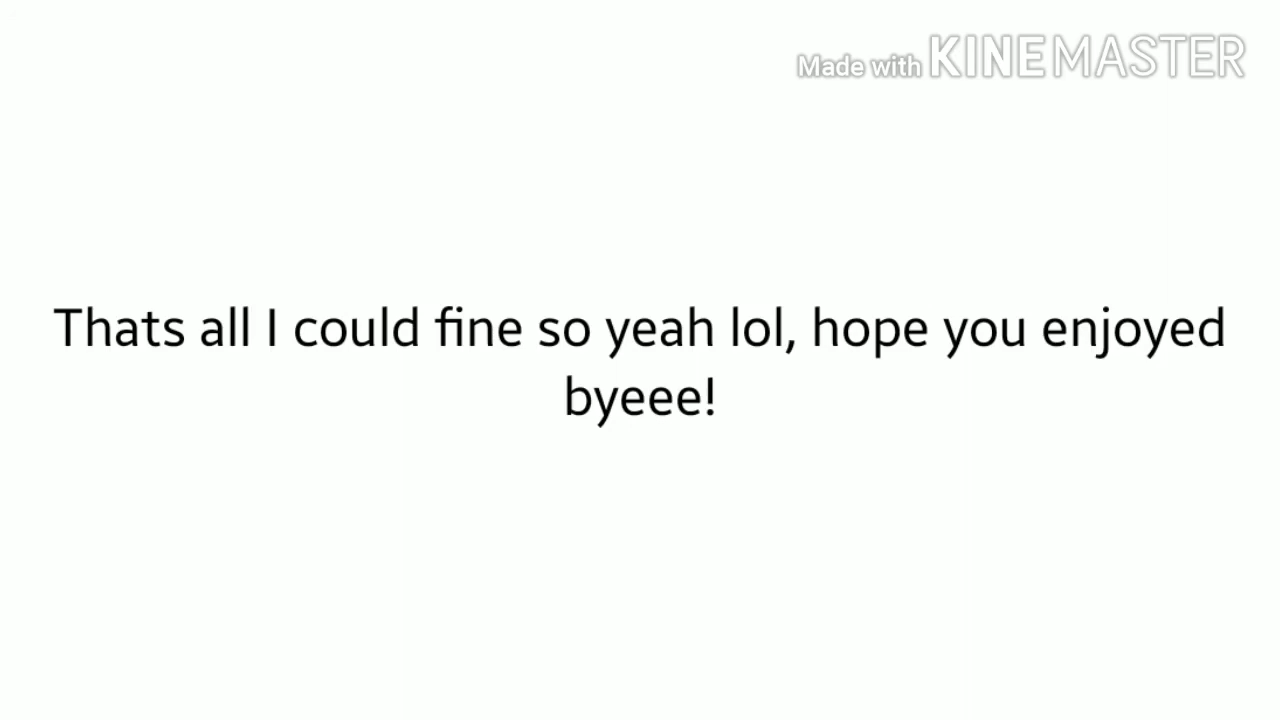 Made with KINEMASTER
Thats all I could fine so yeah lol, hope you enjoyed
byeee!